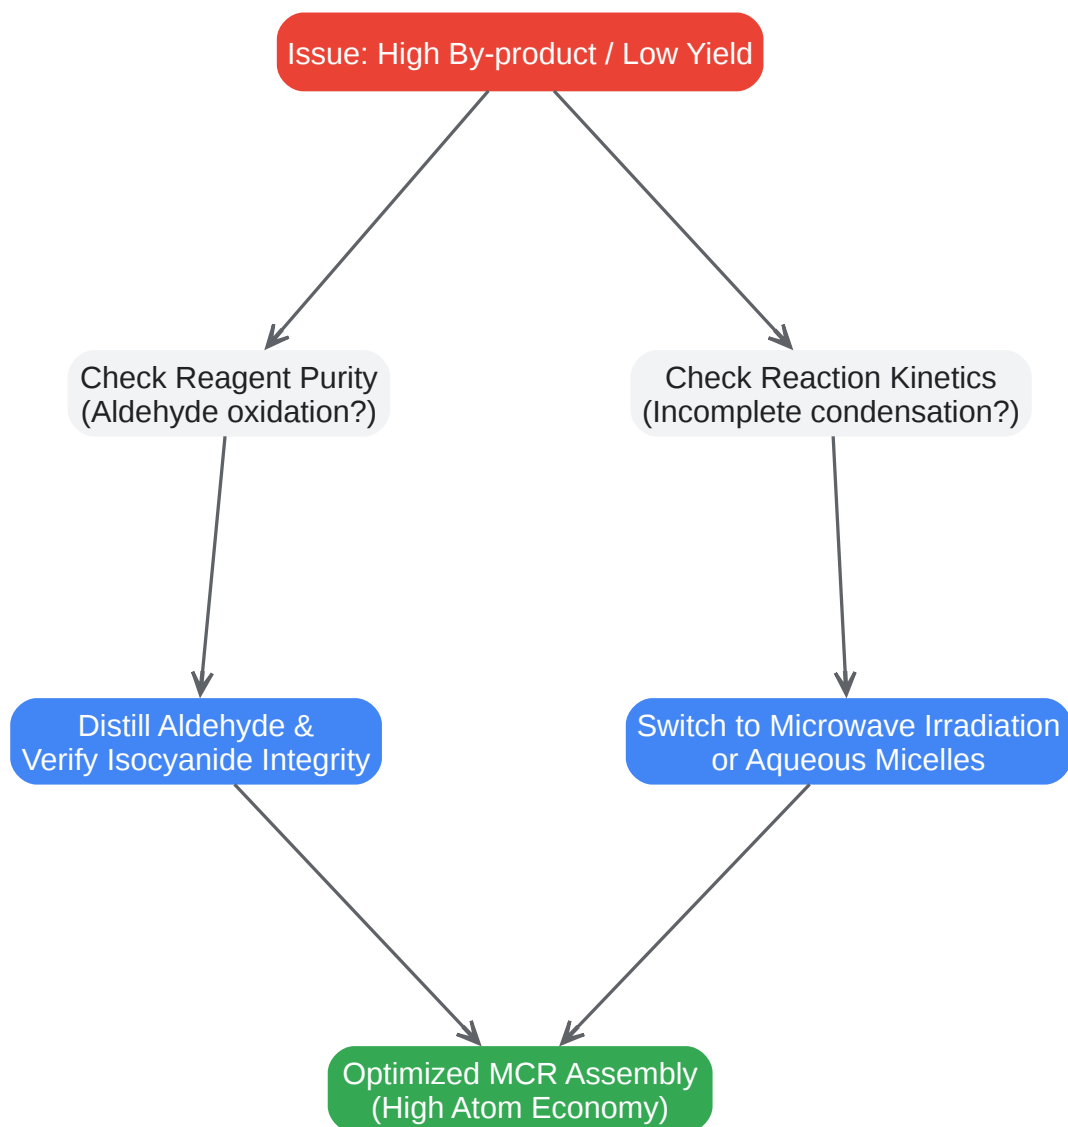 Issue: High By-product / Low Yield
Check Reagent Purity
(Aldehyde oxidation?)
Check Reaction Kinetics
(Incomplete condensation?)
Distill Aldehyde &
Verify Isocyanide Integrity
Switch to Microwave Irradiation
or Aqueous Micelles
Optimized MCR Assembly
(High Atom Economy)